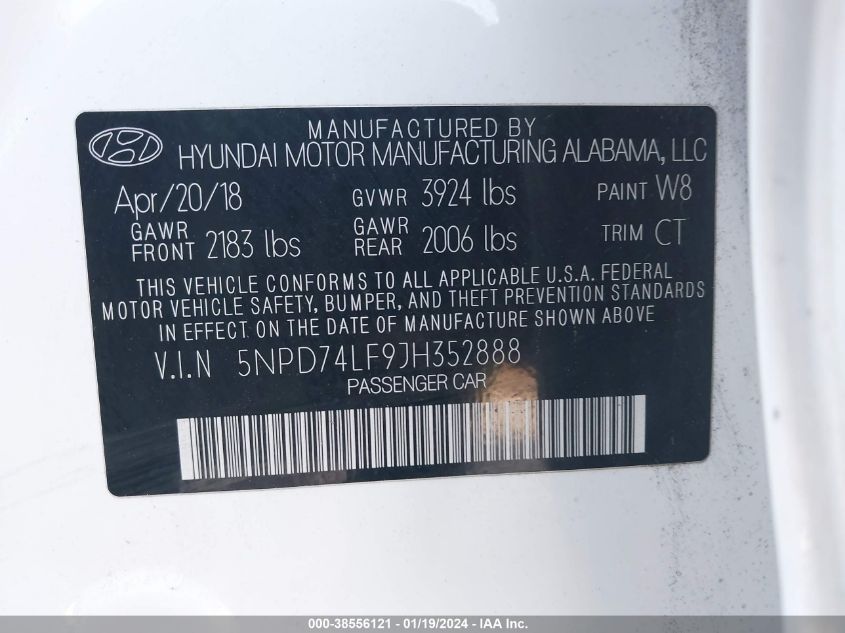 MANUFACTURED BY
HYUNDAI MOTOR MANUFACTURING ALABAMA, LLC
Apr/20/18 GVWR 3924 lbs PAINT W8
GAWR FRONT 2183 lbs GAWR REAR 2006 lbs TRIM CT
THIS VEHICLE CONFORMS TO ALL APPLICABLE U.S.A. FEDERAL
MOTOR VEHICLE SAFETY, BUMPER, AND THEFT PREVENTION STANDARDS
IN EFFECT ON THE DATE OF MANUFACTURE SHOWN ABOVE
V.I.N 5NPD74LF9JH352888
PASSENGER CAR
000-38556121 - 01/19/2024 - IAA Inc.